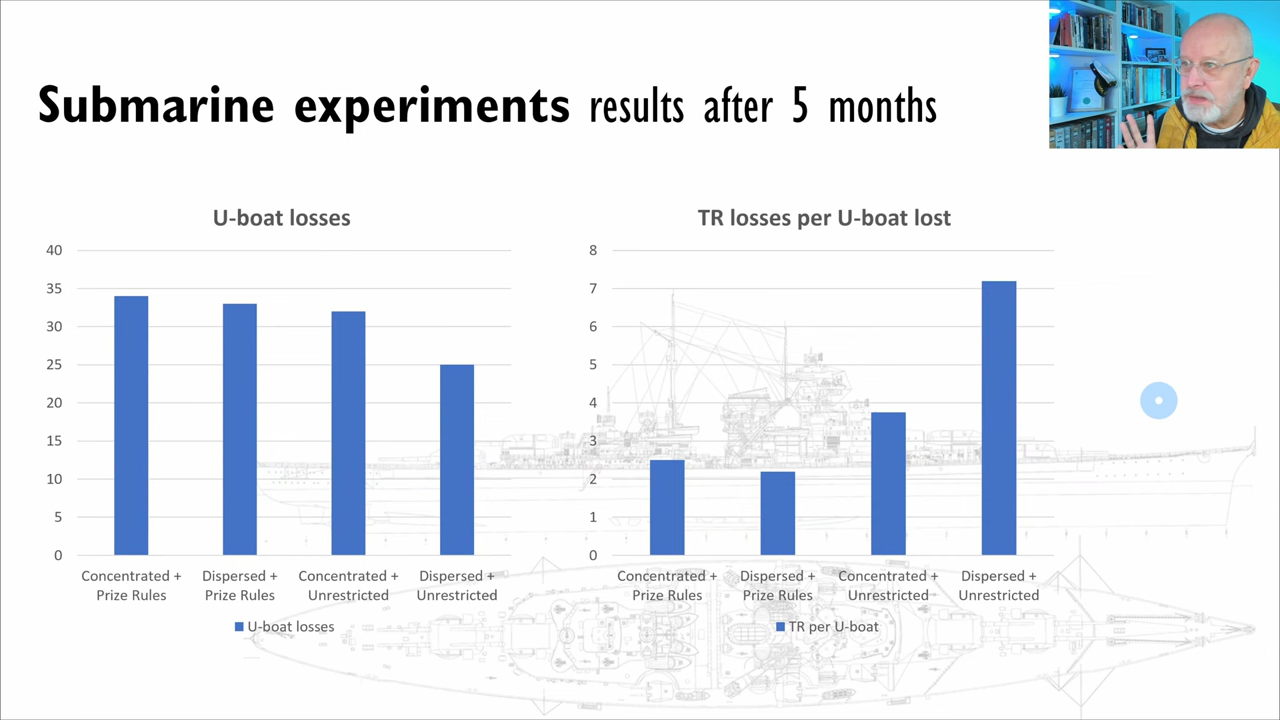 Submarine experiments results after 5 months
U-boat losses
40
35
30
25
20
15
10
5
0
Concentrated +
Prize Rules
Dispersed +
Prize Rules
Concentrated +
Unrestricted
Dispersed +
Unrestricted
U-boat losses
TR losses per U-boat lost
8
7
6
5
4
3
2
1
0
Concentrated +
Prize Rules
Dispersed +
Prize Rules
Concentrated +
Unrestricted
Dispersed +
Unrestricted
TR per U-boat